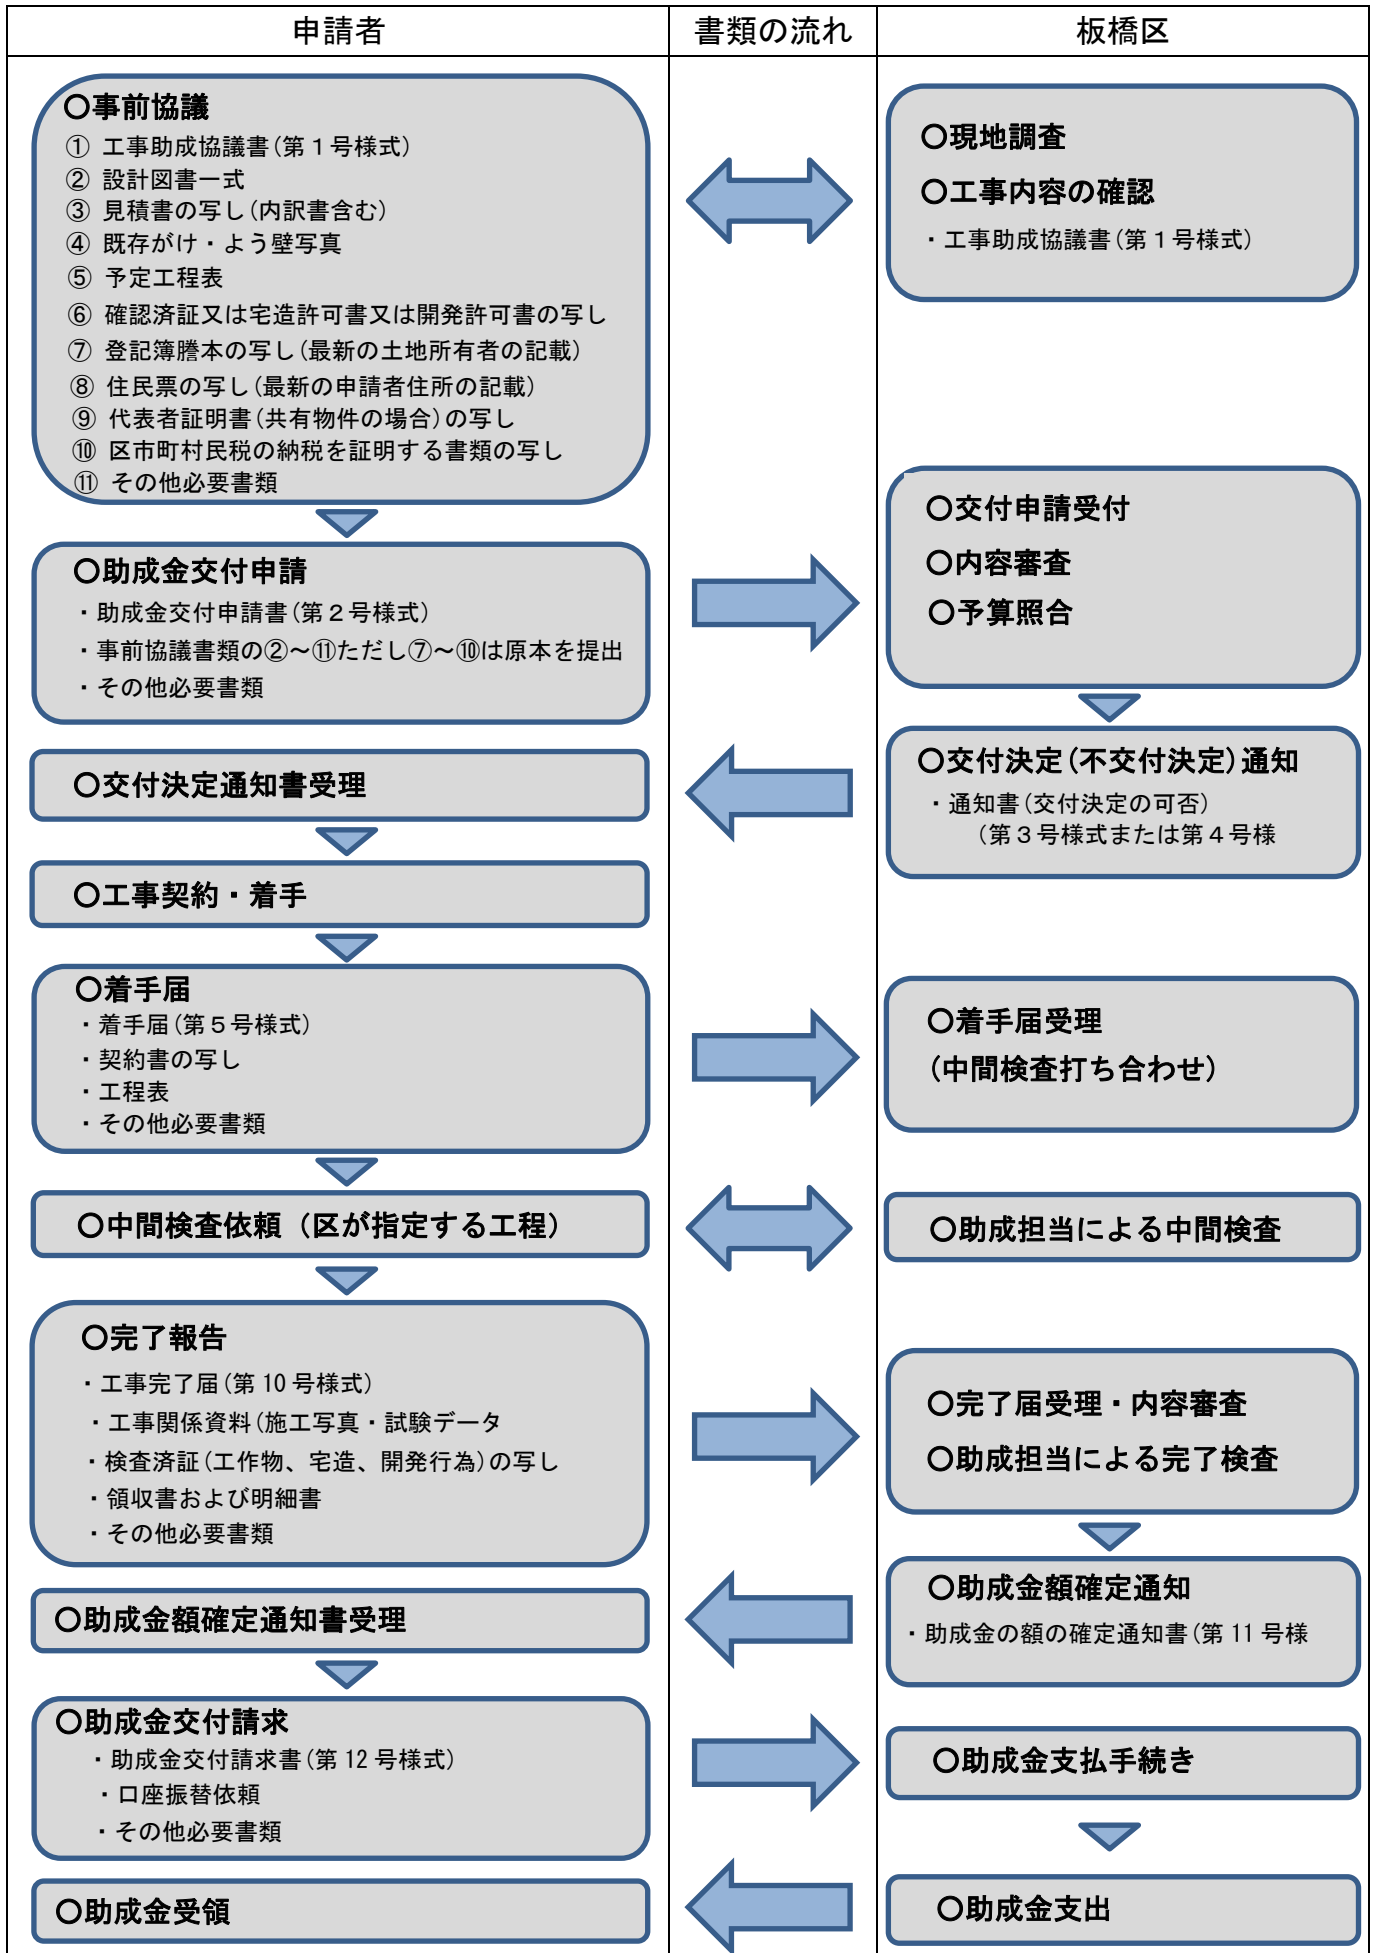 申請者
書類の流れ
板橋区
〇事前協議
① 工事助成協議書(第１号様式)
② 設計図書一式
③ 見積書の写し(内訳書含む)
④ 既存がけ・よう壁写真
⑤ 予定工程表
⑥ 確認済証又は宅造許可書又は開発許可書の写し
⑦ 登記簿謄本の写し(最新の土地所有者の記載)
⑧ 住民票の写し(最新の申請者住所の記載)
⑨ 代表者証明書(共有物件の場合)の写し
⑩ 区市町村民税の納税を証明する書類の写し
⑪ その他必要書類
〇現地調査
〇工事内容の確認
・工事助成協議書(第１号様式)
〇助成金交付申請
・助成金交付申請書(第２号様式)
・事前協議書類の②～⑪ただし⑦～⑩は原本を提出
・その他必要書類
〇交付申請受付
〇内容審査
〇予算照合
〇交付決定(不交付決定)通知
・通知書(交付決定の可否)
(第３号様式または第４号様
〇交付決定通知書受理
〇工事契約・着手
〇着手届
・着手届(第５号様式)
・契約書の写し
・工程表
・その他必要書類
〇着手届受理
(中間検査打ち合わせ)
〇中間検査依頼（区が指定する工程）
〇助成担当による中間検査
〇完了報告
・工事完了届(第10号様式)
・工事関係資料(施工写真・試験データ
・検査済証(工作物、宅造、開発行為)の写し
・領収書および明細書
・その他必要書類
〇完了届受理・内容審査
〇助成担当による完了検査
〇助成金額確定通知
・助成金の額の確定通知書(第11号様
〇助成金額確定通知書受理
〇助成金交付請求
・助成金交付請求書(第12号様式)
・口座振替依頼
・その他必要書類
〇助成金支払手続き
〇助成金受領
〇助成金支出